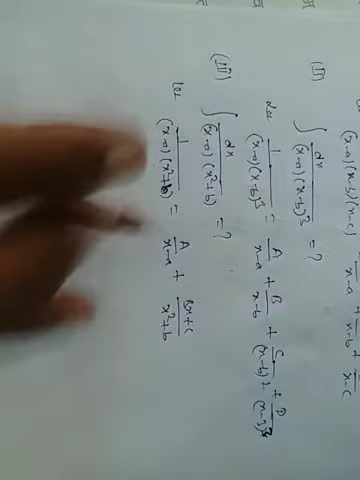 (x-a)(x-b)(x-c) x-a + x-b + x-c
(II) ∫ dx/(x-a)(x-b)³ = ?
Let 1/(x-a)(x-b)³ = A/x-a + B/x-b + C/(x-b)² + D/(x-b)³
(III) ∫ dx/(x-a)(x²+b) = ?
Let 1/(x-a)(x²+b) = A/x-a + Bx+C/x²+b